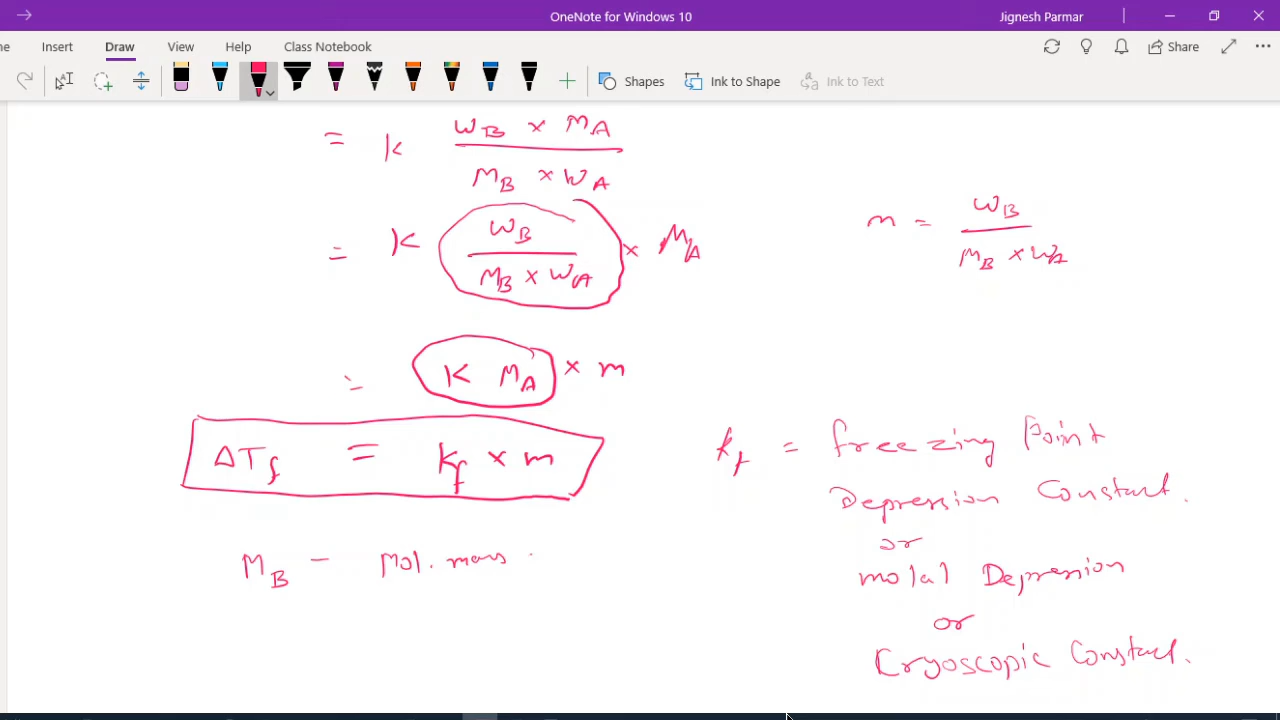 OneNote for Windows 10
Jignesh Parmar
Insert Draw View Help Class Notebook
Share
Shapes Ink to Shape Ink to Text
= K W_B × M_A / M_B × W_A
= K W_B / M_B × W_A × M_A
m = W_B / M_B × W_A
= K M_A × m
ΔT_f = K_f × m
K_f = freezing Point
Depression Constant.
or
molal Depression
or
Cryoscopic Constant.
M_B - Mol. mass